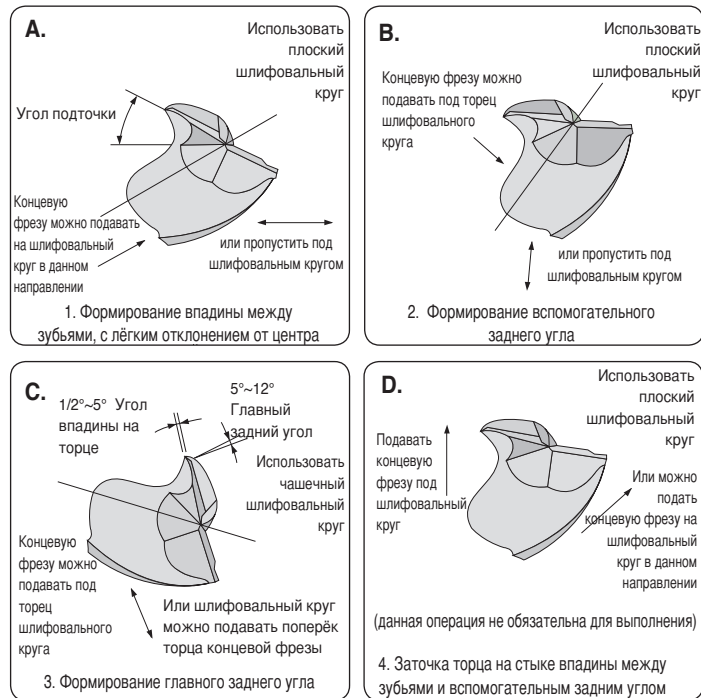 A.
Использовать
плоский
шлифовальный
круг
Угол подточки
Концевую
фрезу можно
подавать
на шлифовальный
круг в данном
направлении
или пропустить под
шлифовальным кругом
1. Формирование впадины между
зубьями, с лёгким отклонением от центра
B.
Использовать
плоский
шлифовальный
круг
Концевую фрезу можно
подавать под торец
шлифовального
круга
или пропустить под
шлифовальным кругом
2. Формирование вспомогательного
заднего угла
C.
1/2°~5° Угол
впадины на
торце
5°~12°
Главный
задний угол
Использовать
чашечный
шлифовальный
круг
Концевую
фрезу можно
подавать под
торец
шлифовального
круга
Или шлифовальный круг
можно подавать поперёк
торца концевой фрезы
3. Формирование главного заднего угла
D.
Использовать
плоский
шлифовальный
круг
Подавать
концевую
фрезу под
шлифовальный
круг
Или можно
подать
концевую фрезу на
шлифовальный
круг в данном
направлении
(данная операция не обязательна для выполнения)
4. Заточка торца на стыке впадины между
зубьями и вспомогательным задним углом